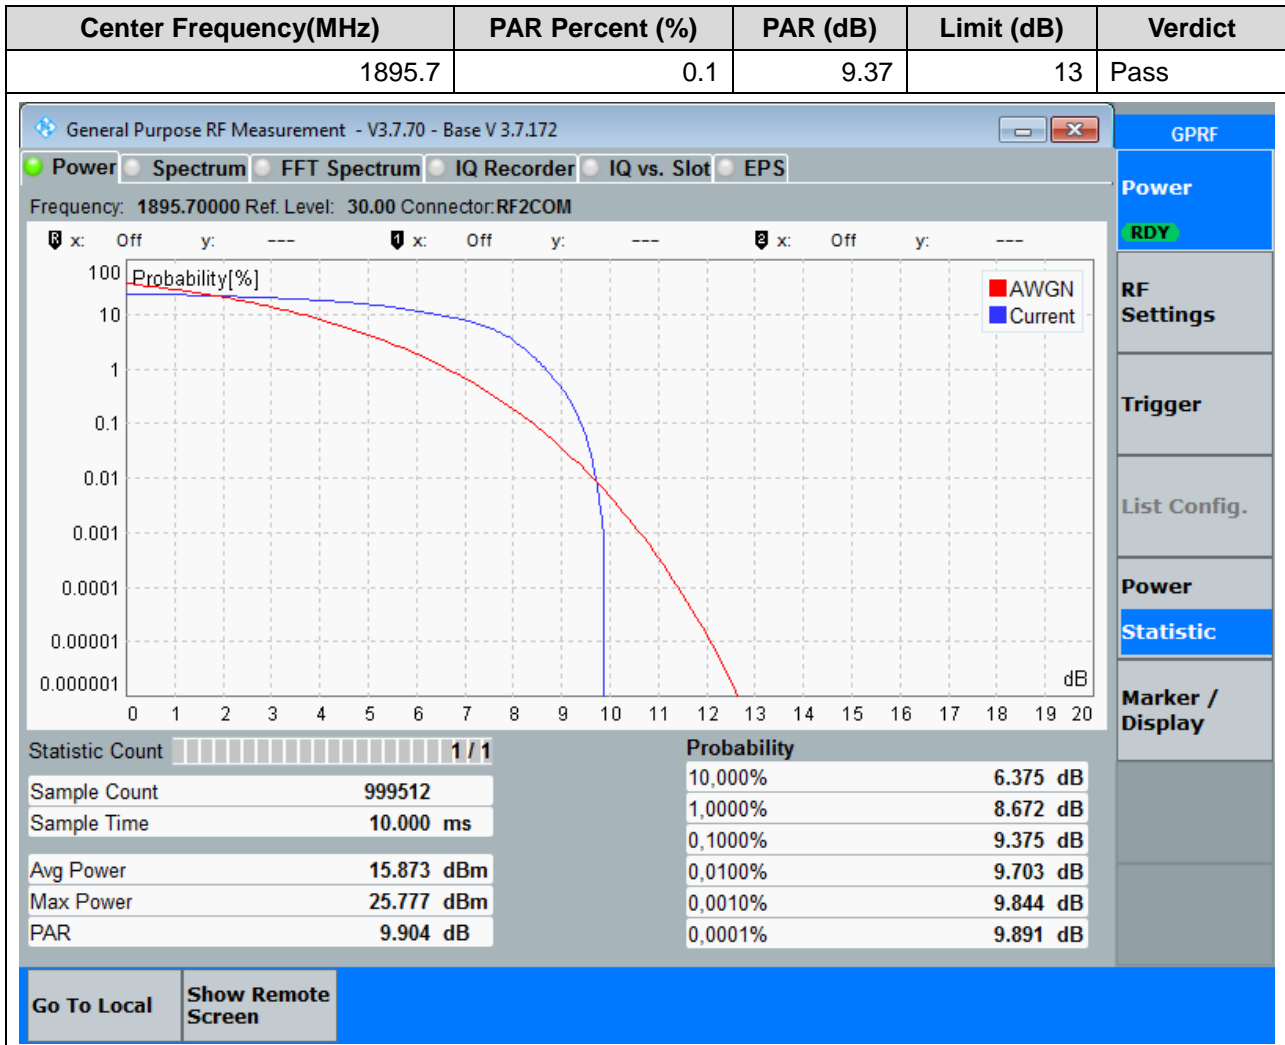 Center Frequency(MHz) PAR Percent (%) PAR (dB) Limit (dB) Verdict
1895.7 0.1 9.37 13 Pass
General Purpose RF Measurement - V3.7.70 - Base V 3.7.172
GPRF
Power Spectrum FFT Spectrum IQ Recorder IQ vs. Slot EPS
Frequency: 1895.70000 Ref. Level: 30.00 Connector:RF2COM
R x: Off y: --- 1 x: Off y: --- 2 x: Off y: ---
Probability[%]
100
10
1
0.1
0.01
0.001
0.0001
0.00001
0.000001
AWGN
Current
dB
0 1 2 3 4 5 6 7 8 9 10 11 12 13 14 15 16 17 18 19 20
Statistic Count 1 / 1
Sample Count 999512
Sample Time 10.000 ms
Avg Power 15.873 dBm
Max Power 25.777 dBm
PAR 9.904 dB
Probability
10,000% 6.375 dB
1,0000% 8.672 dB
0,1000% 9.375 dB
0,0100% 9.703 dB
0,0010% 9.844 dB
0,0001% 9.891 dB
Power
RDY
RF
Settings
Trigger
List Config.
Power
Statistic
Marker /
Display
Go To Local
Show Remote
Screen